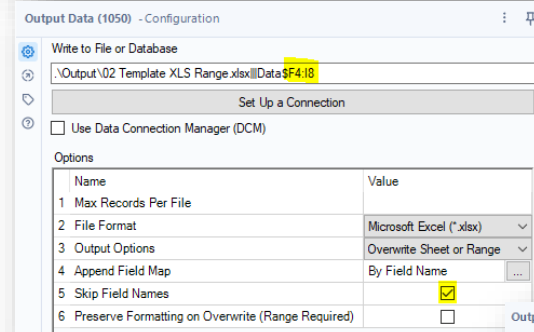 Output Data (1050) - Configuration
Write to File or Database
.\Output\02 Template XLS Range.xlsx|||Data$F4:I8
Set Up a Connection
Use Data Connection Manager (DCM)
Options
Name Value
1 Max Records Per File
2 File Format Microsoft Excel (*.xlsx)
3 Output Options Overwrite Sheet or Range
4 Append Field Map By Field Name ...
5 Skip Field Names
6 Preserve Formatting on Overwrite (Range Required)
Outp